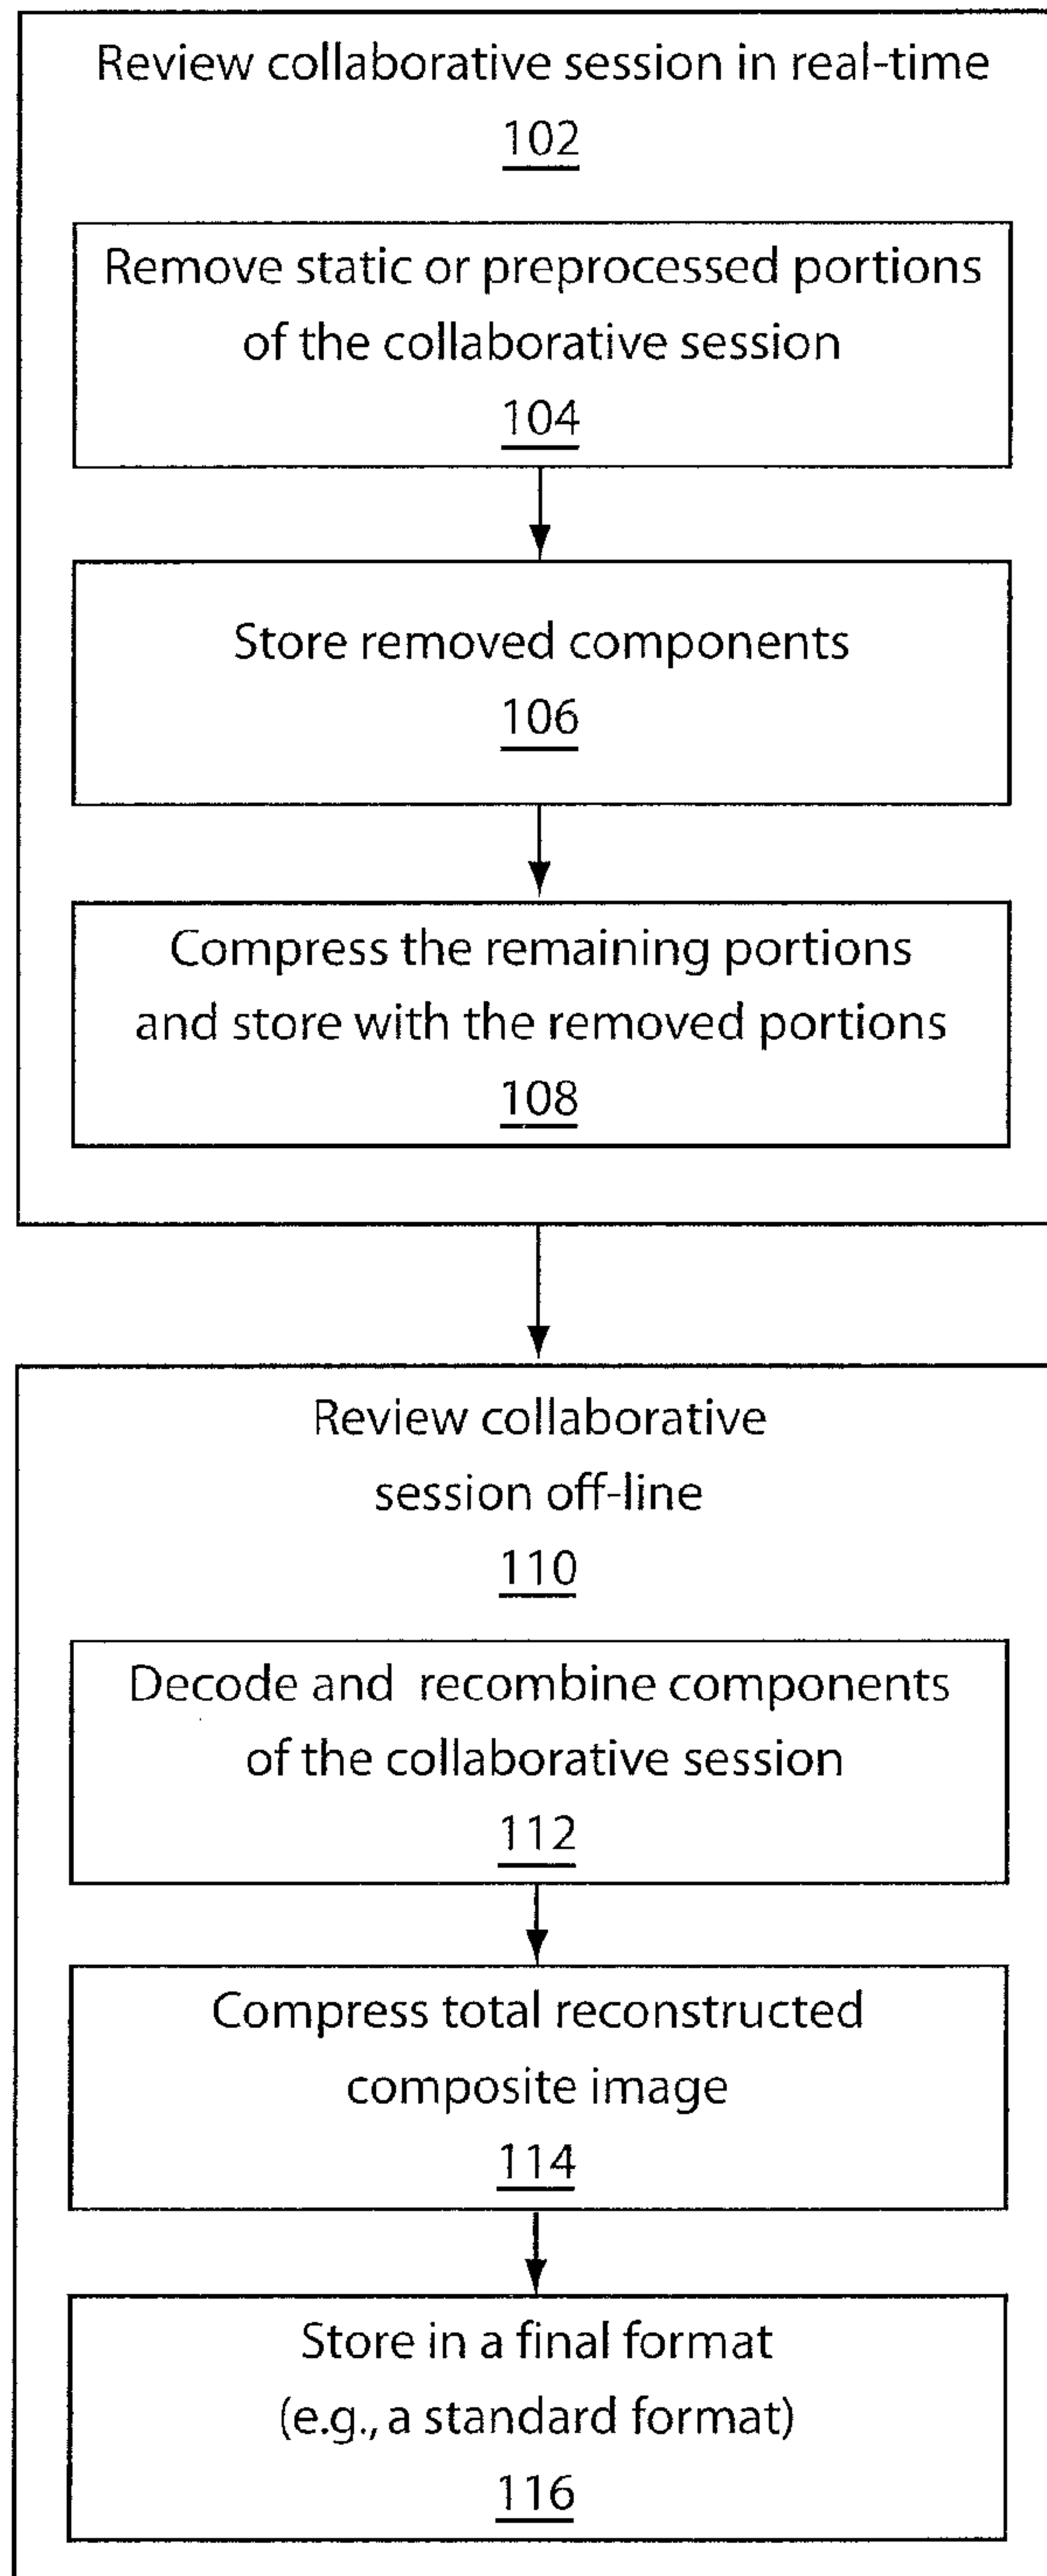 Review collaborative session in real-time
102
Remove static or preprocessed portions
of the collaborative session
104
Store removed components
106
Compress the remaining portions
and store with the removed portions
108
Review collaborative
session off-line
110
Decode and recombine components
of the collaborative session
112
Compress total reconstructed
composite image
114
Store in a final format
(e.g., a standard format)
116